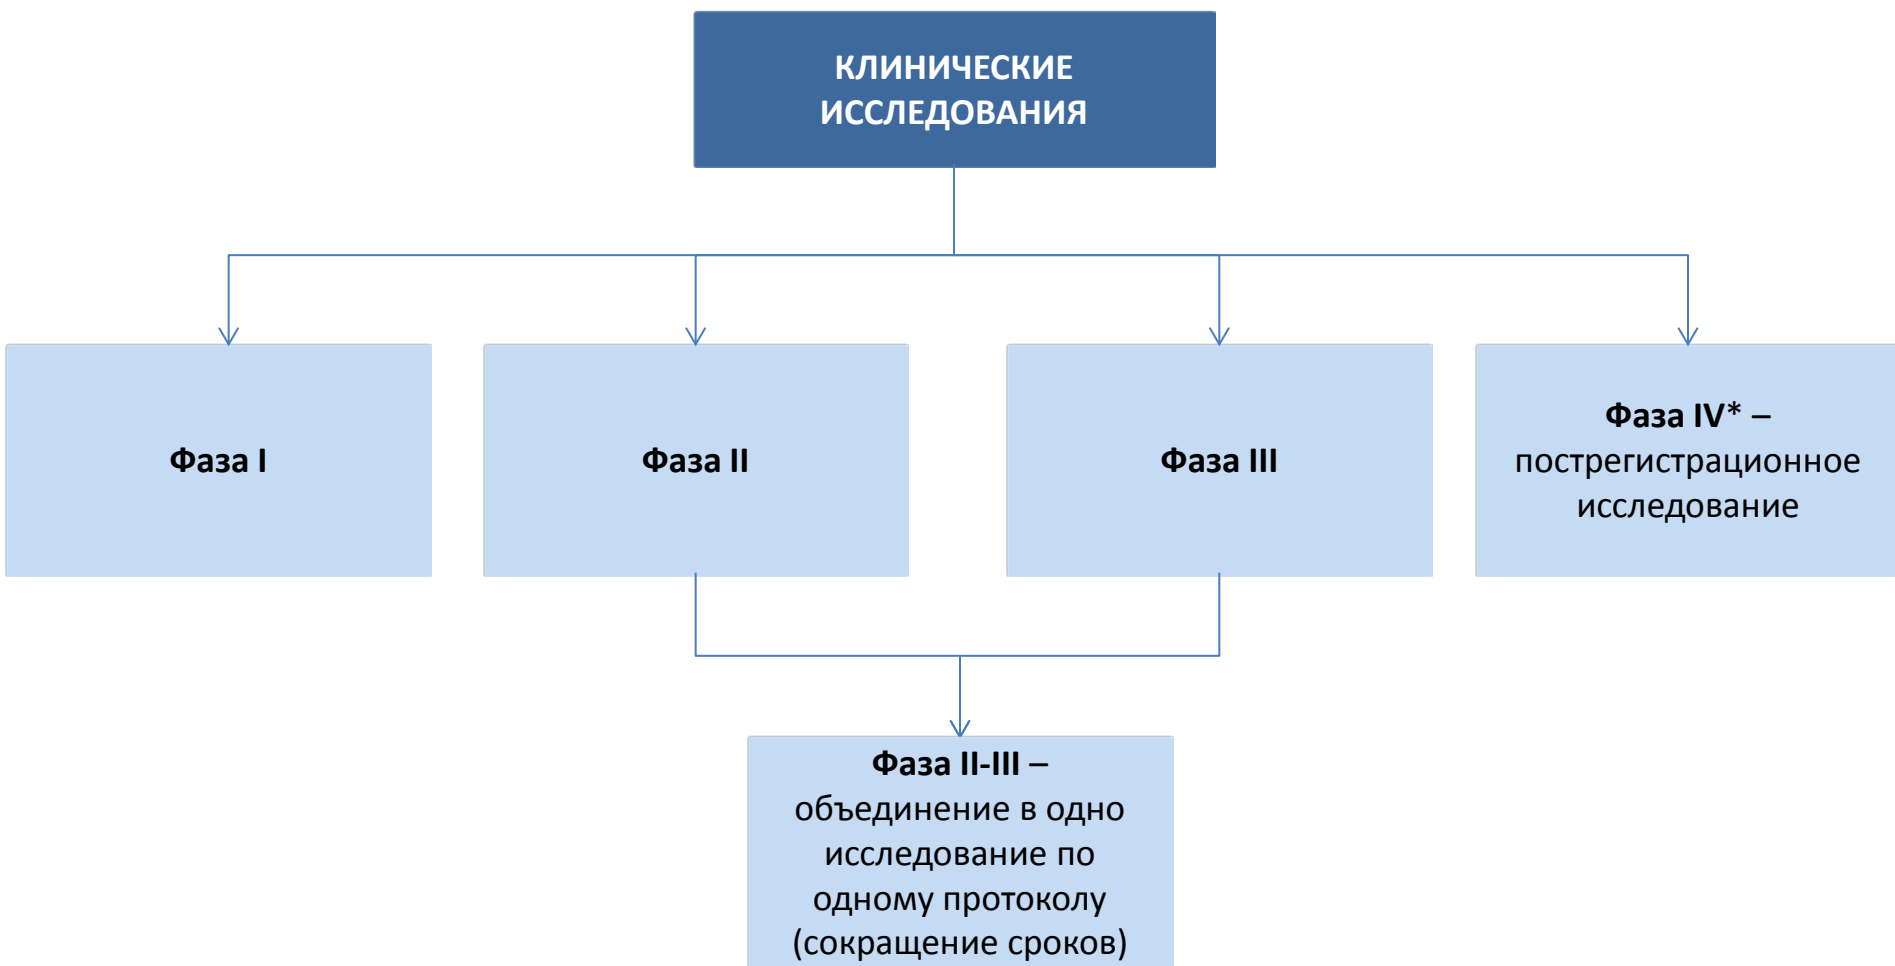 КЛИНИЧЕСКИЕ
ИССЛЕДОВАНИЯ
Фаза I
Фаза II
Фаза III
Фаза IV* –
пострегистрационное
исследование
Фаза II-III –
объединение в одно
исследование по
одному протоколу
(сокращение сроков)